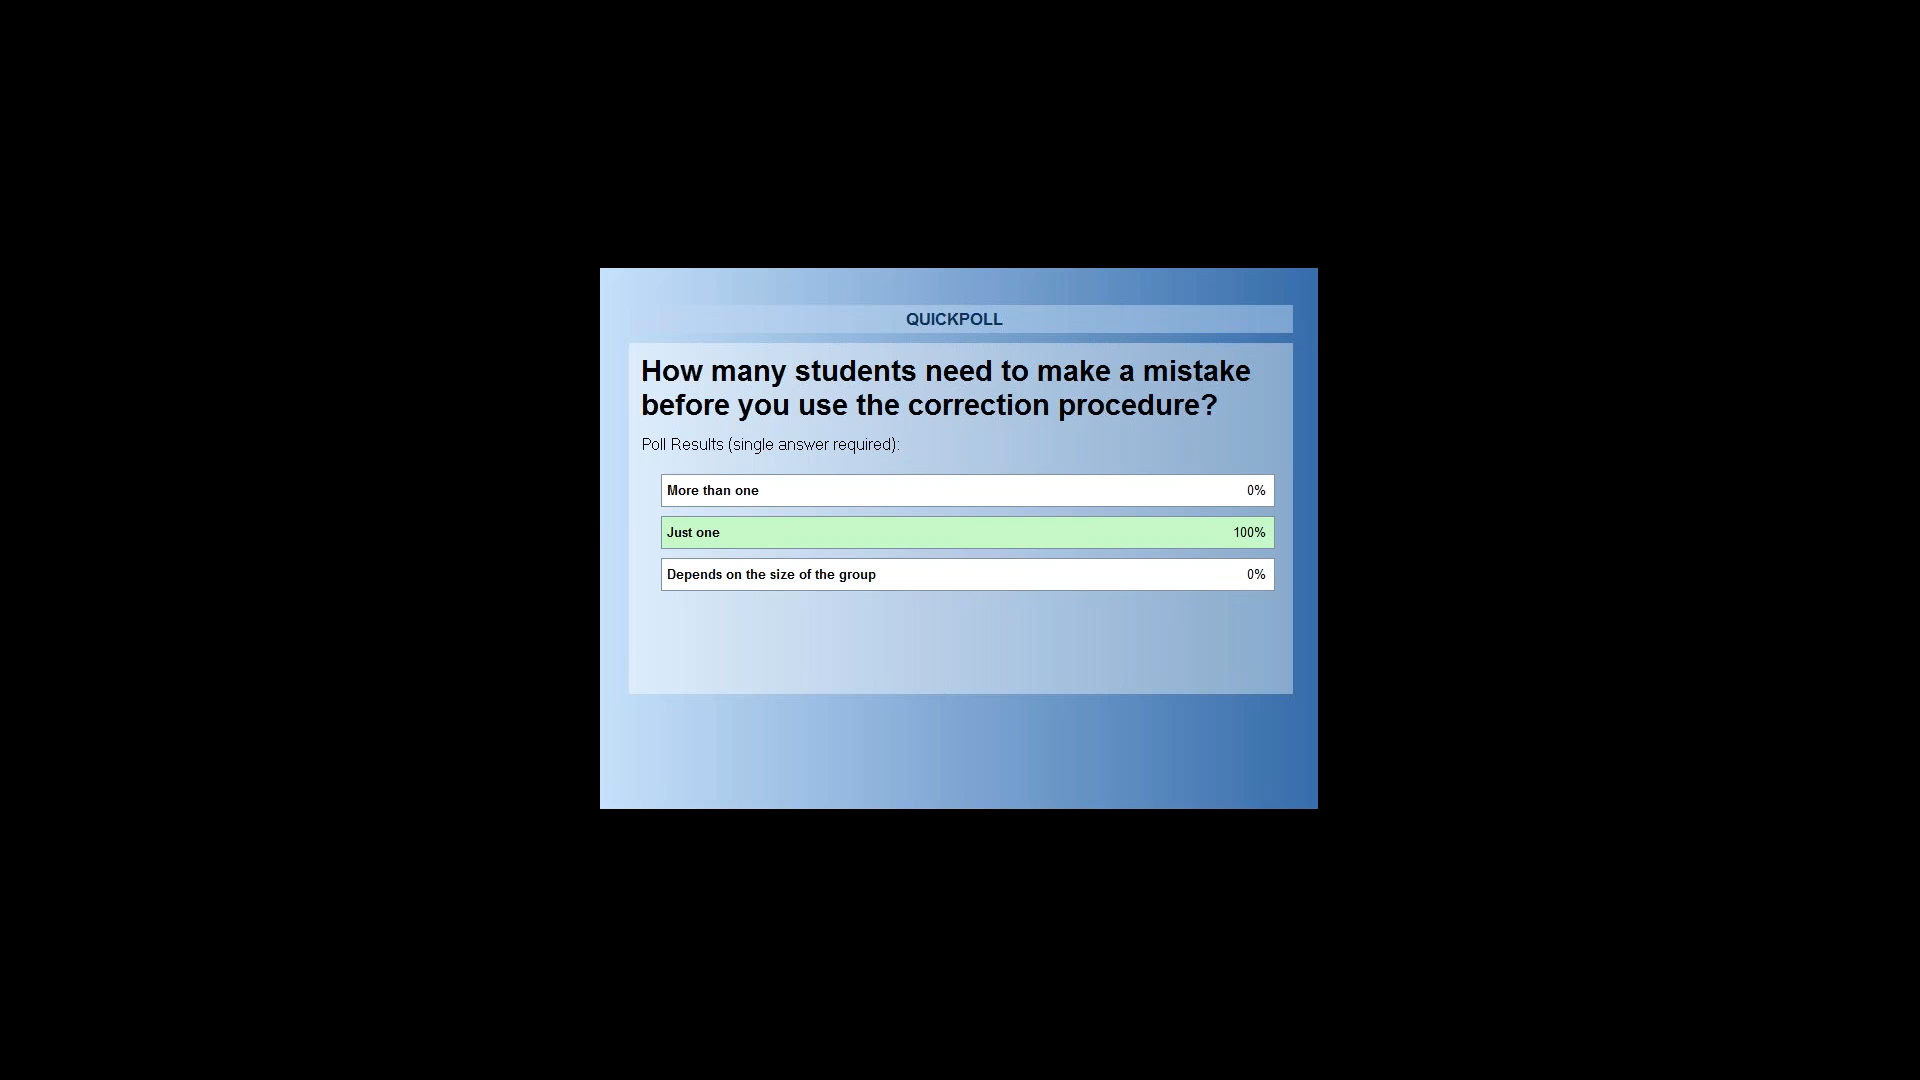 QUICKPOLL
How many students need to make a mistake
before you use the correction procedure?
Poll Results (single answer required):
More than one 0%
Just one 100%
Depends on the size of the group 0%